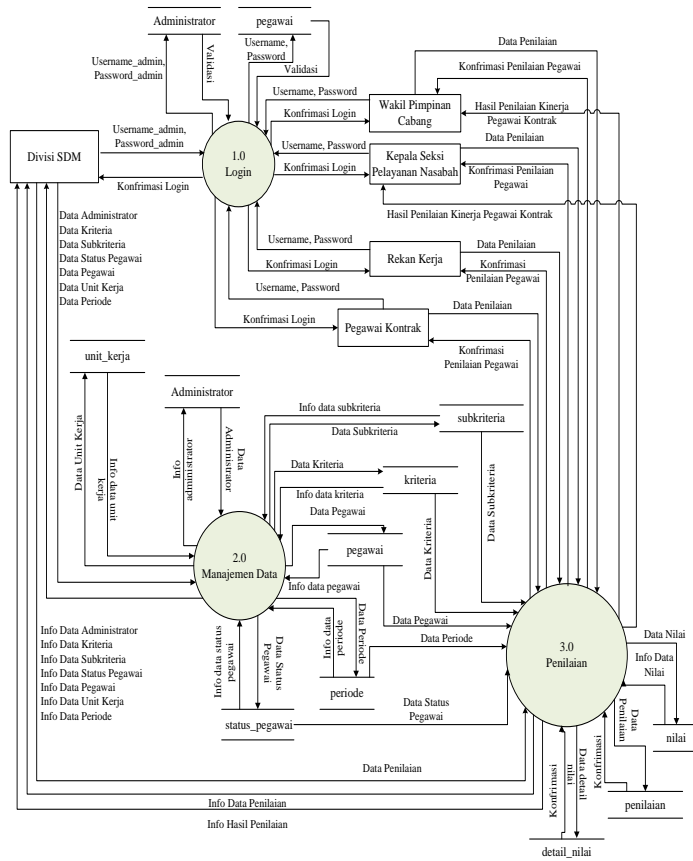 Administrator
pegawai
Username_admin,
Password_admin
Validasi
Username,
Password
Validasi
Data Penilaian
Konfirmasi Penilaian Pegawai
Username, Password
Wakil Pimpinan
Cabang
Hasil Penilaian Kinerja
Pegawai Kontrak
Konfirmasi Login
Divisi SDM
Username_admin,
Password_admin
Konfrimasi Login
1.0
Login
Username, Password
Konfrimasi Login
Kepala Seksi
Pelayanan Nasabah
Data Penilaian
Konfirmasi Penilaian
Pegawai
Hasil Penilaian Kinerja Pegawai Kontrak
Data Administrator
Data Kriteria
Data Subkriteria
Data Status Pegawai
Data Pegawai
Data Unit Kerja
Data Periode
Username, Password
Konfrimasi Login
Rekan Kerja
Data Penilaian
Konfirmasi
Penilaian Pegawai
Username, Password
Konfrimasi Login
Pegawai Kontrak
Data Penilaian
Konfirmasi
Penilaian Pegawai
unit_kerja
Administrator
Data Unit Kerja
Info data unit
kerja
Info
administrator
Data
Administrator
Info data subkriteria
Data Subkriteria
subkriteria
Data Subkriteria
Data Kriteria
Info data kriteria
kriteria
Data Kriteria
Data Pegawai
pegawai
Info data pegawai
Data Pegawai
2.0
Manajemen Data
Info data status
pegawai
Data Status
Pegawai
Info data
periode
Data Periode
periode
Data Periode
status_pegawai
Data Status
Pegawai
3.0
Penilaian
Info Data Administrator
Info Data Kriteria
Info Data Subkriteria
Info Data Status Pegawai
Info Data Pegawai
Info Data Unit Kerja
Info Data Periode
Data Nilai
Info Data
Nilai
nilai
Data
Penilaian
Konfirmasi
penilaian
Data Penilaian
Info Data Penilaian
Info Hasil Penilaian
Konfirmasi
Data detail
nilai
detail_nilai